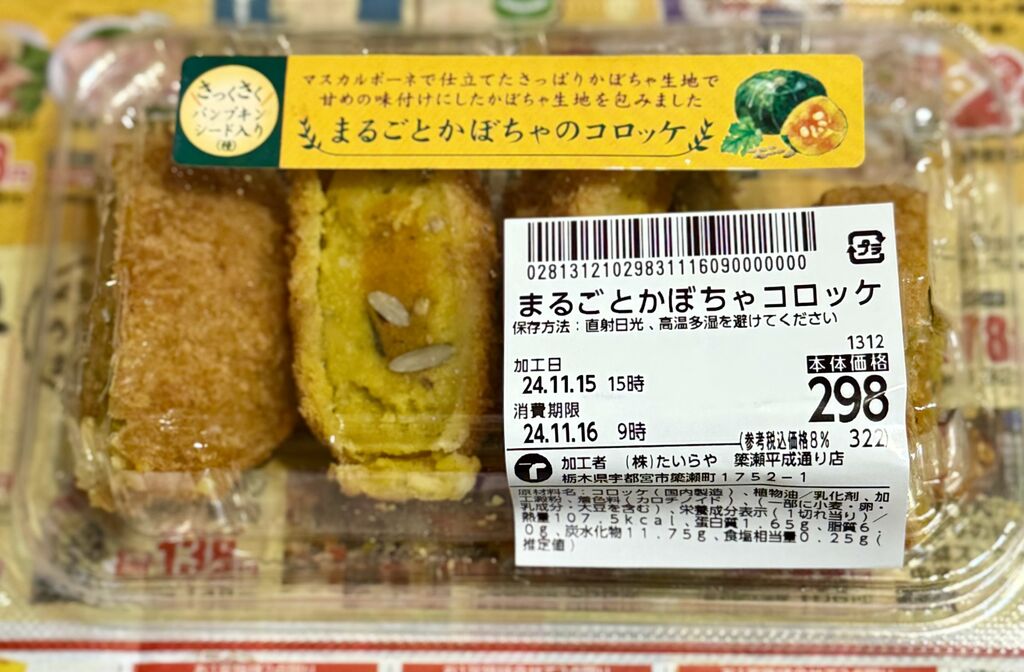 さっくさく
パンプキン
シード入り
(種)
マスカルポーネで仕立てたさっぱりかぼちゃ生地で
甘めの味付けにしたかぼちゃ生地を包みました
まるごとかぼちゃのコロッケ
0281312102983111609000​0000
プラ
まるごとかぼちゃコロッケ
保存方法:直射日光、高温多湿を避けてください
1312
加工日
24.11.15 15時
本体価格
298
消費期限
24.11.16 9時
(参考税込価格8% 322)
加工者 (株)たいらや 簗瀬平成通り店
栃木県宇都宮市簗瀬町1752-1
原材料名:コロッケ(国内製造)、植物油/乳化剤、加
工澱粉、着色料(カロチノイド)、(一部に小麦・卵・
乳成分・大豆を含む)、栄養成分表示(1切れ当り)/
熱量107.5kcal、蛋白質1.65g、脂質6.
0g、炭水化物11.75g、食塩相当量0.25g(
推定値)
138